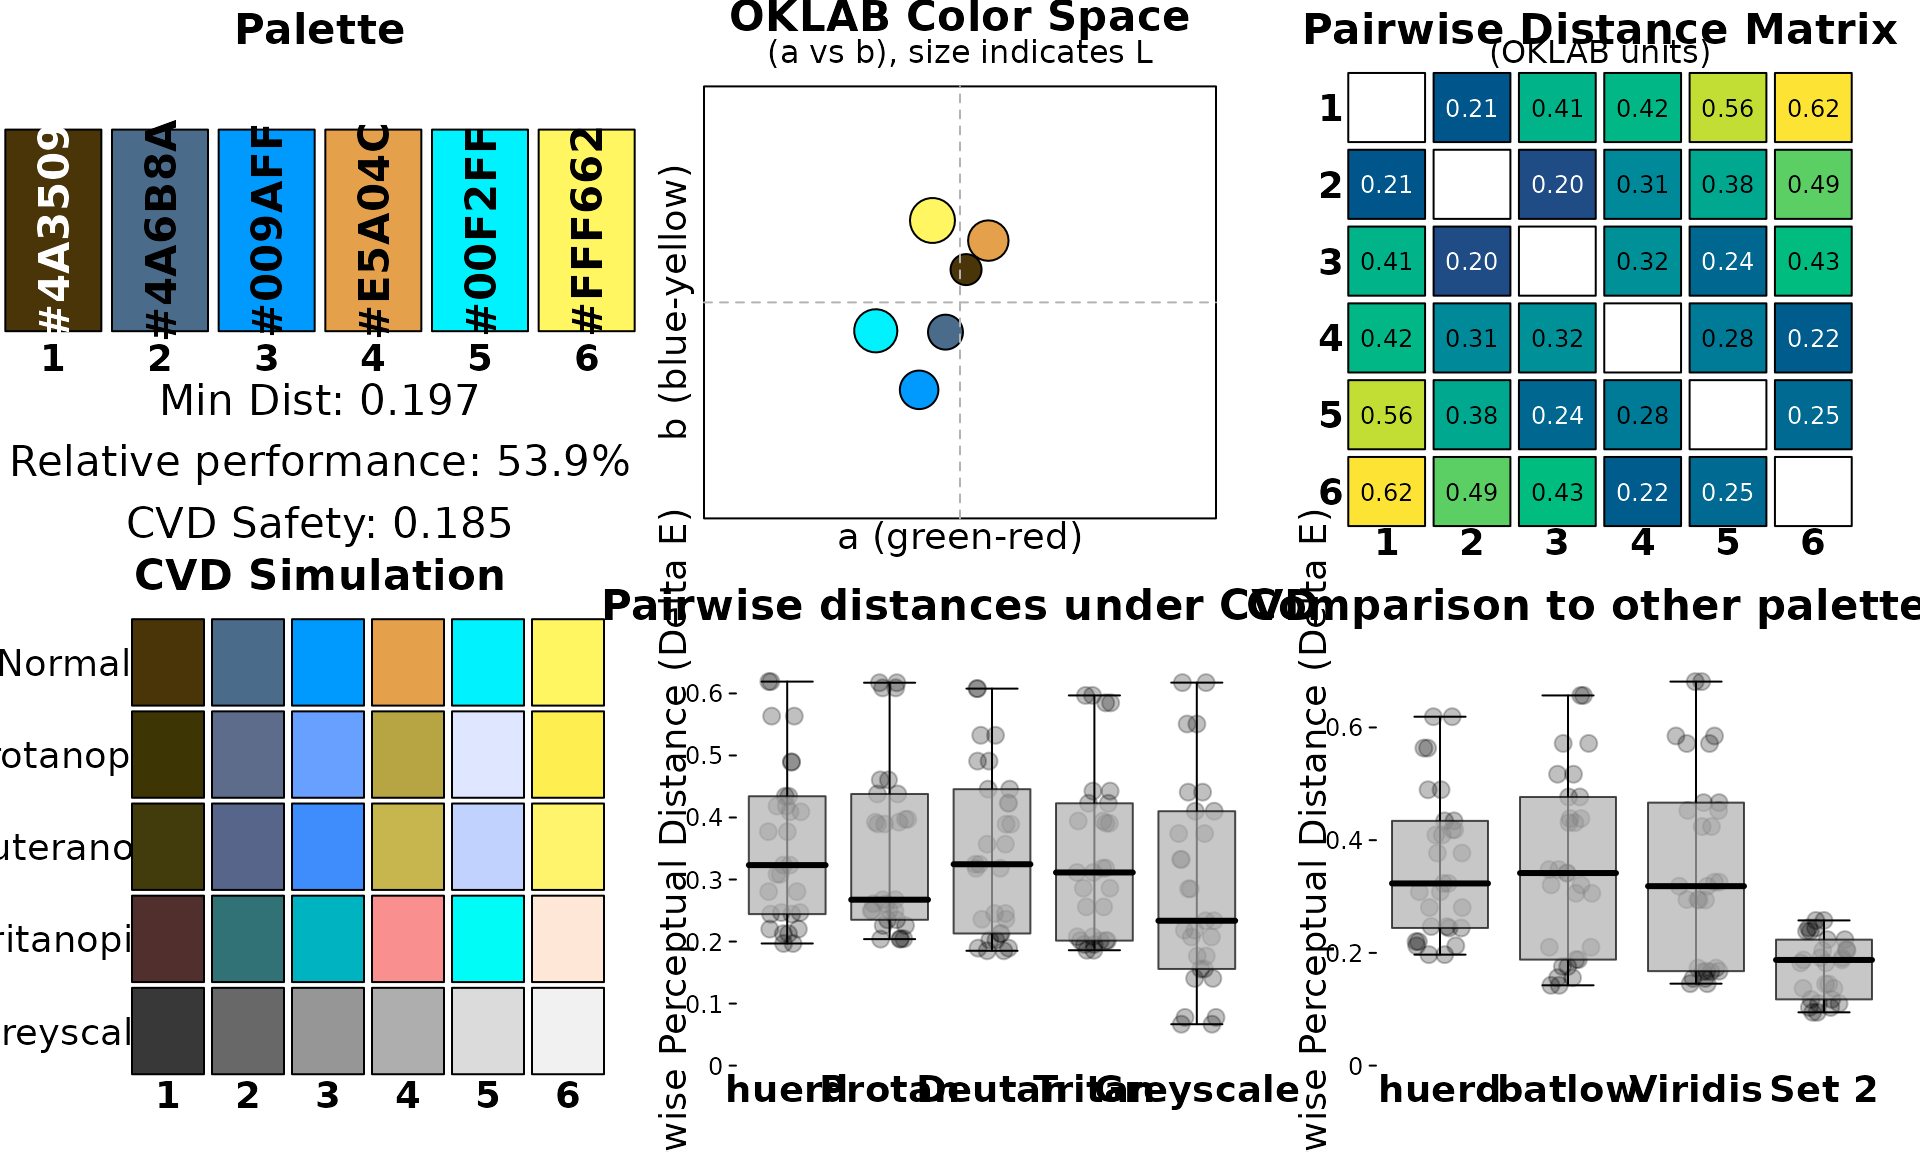 Palette
#4A3509
#4A6B8A
#009AFF
#E5A04C
#00F2FF
#FFF662
1 2 3 4 5 6
Min Dist: 0.197
Relative performance: 53.9%
CVD Safety: 0.185
OKLAB Color Space
(a vs b), size indicates L
b (blue-yellow)
a (green-red)
Pairwise Distance Matrix
(OKLAB units)
1 0.21 0.41 0.42 0.56 0.62
2 0.21 0.20 0.31 0.38 0.49
3 0.41 0.20 0.32 0.24 0.43
4 0.42 0.31 0.32 0.28 0.22
5 0.56 0.38 0.24 0.28 0.25
6 0.62 0.49 0.43 0.22 0.25
1 2 3 4 5 6
CVD Simulation
Normal
otanop
uterano
ritanopi
reyscal
1 2 3 4 5 6
Pairwise distances under CVD
wise Perceptual Distance (Delta E)
0.6
0.5
0.4
0.3
0.2
0.1
0
huerd Protan Deutan Tritan Greyscale
Comparison to other palette
wise Perceptual Distance (Delta E)
0.6
0.4
0.2
0
huerd batlow Viridis Set 2